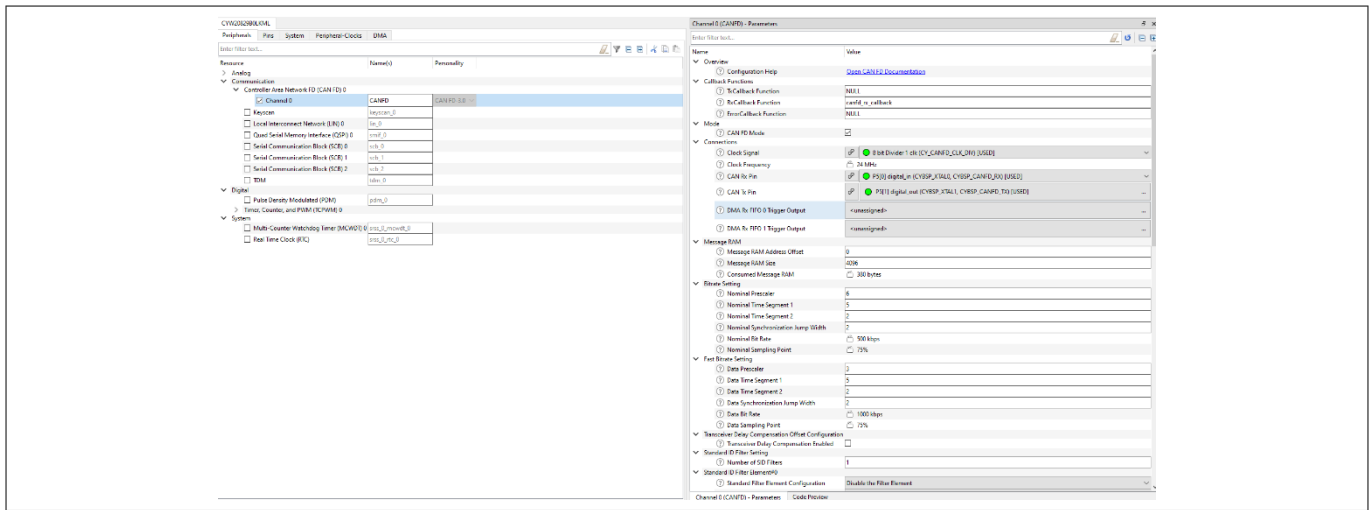 CYW20829B0LKML
Peripherals Pins System Peripheral-Clocks DMA
Enter filter text...
Resource Name(s) Personality
Analog
Communication
Controller Area Network FD (CAN FD) 0
Channel 0 CANFD CAN FD-3.0
Keyscan keyscan_0
Local Interconnect Network (LIN) 0 lin_0
Quad Serial Memory Interface (QSPI) 0 smif_0
Serial Communication Block (SCB) 0 scb_0
Serial Communication Block (SCB) 1 scb_1
Serial Communication Block (SCB) 2 scb_2
TDM tdm_0
Digital
Pulse Density Modulated (PDM) pdm_0
Timer, Counter, and PWM (TCPWM) 0
System
Multi-Counter Watchdog Timer (MCWDT) 0 srss_0_mcwdt_0
Real Time Clock (RTC) srss_0_rtc_0
Channel 0 (CANFD) - Parameters
Enter filter text...
Name Value
Overview
Configuration Help Open CAN FD Documentation
Callback Functions
TxCallback Function NULL
RxCallback Function canfd_rx_callback
ErrorCallback Function NULL
Mode
CAN FD Mode
Connections
Clock Signal 8 bit Divider 1 clk (CY_CANFD_CLK_DIV) [USED]
Clock Frequency 24 MHz
CAN Rx Pin P5[0] digital_in (CYBSP_XTAL0, CYBSP_CANFD_RX) [USED]
CAN Tx Pin P5[1] digital_out (CYBSP_XTAL1, CYBSP_CANFD_TX) [USED]
DMA Rx FIFO 0 Trigger Output <unassigned>
DMA Rx FIFO 1 Trigger Output <unassigned>
Message RAM
Message RAM Address Offset 0
Message RAM Size 4096
Consumed Message RAM 380 bytes
Bitrate Setting
Nominal Prescaler 6
Nominal Time Segment 1 5
Nominal Time Segment 2 2
Nominal Synchronization Jump Width 2
Nominal Bit Rate 500 kbps
Nominal Sampling Point 75%
Fast Bitrate Setting
Data Prescaler 3
Data Time Segment 1 5
Data Time Segment 2 2
Data Synchronization Jump Width 2
Data Bit Rate 1000 kbps
Data Sampling Point 75%
Transceiver Delay Compensation Offset Configuration
Transceiver Delay Compensation Enabled
Standard ID Filter Setting
Number of SID Filters 1
Standard ID Filter Element#0
Standard Filter Element Configuration Disable the Filter Element
Channel 0 (CANFD) - Parameters Code Preview